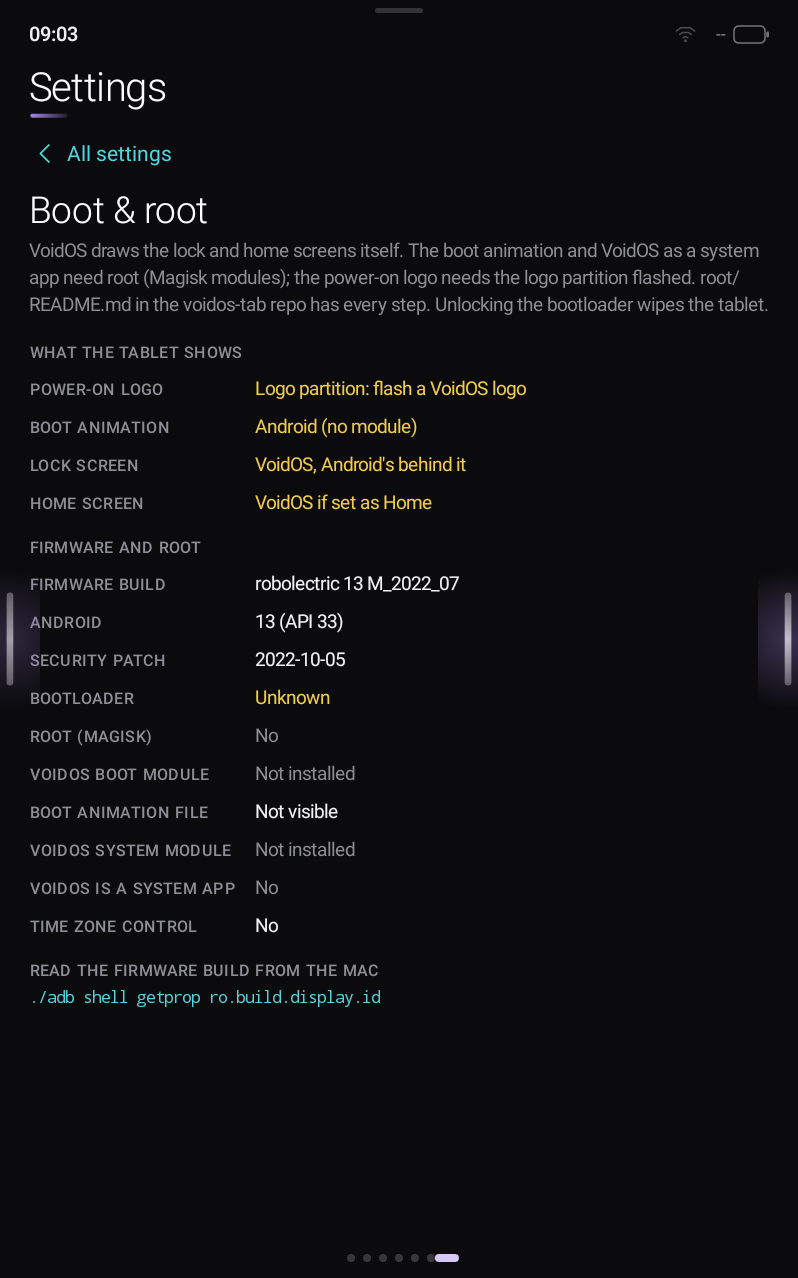 09:03
--
Settings
All settings
Boot & root
VoidOS draws the lock and home screens itself. The boot animation and VoidOS as a system
app need root (Magisk modules); the power-on logo needs the logo partition flashed. root/
README.md in the voidos-tab repo has every step. Unlocking the bootloader wipes the tablet.
WHAT THE TABLET SHOWS
POWER-ON LOGO Logo partition: flash a VoidOS logo
BOOT ANIMATION Android (no module)
LOCK SCREEN VoidOS, Android's behind it
HOME SCREEN VoidOS if set as Home
FIRMWARE AND ROOT
FIRMWARE BUILD robolectric 13 M_2022_07
ANDROID 13 (API 33)
SECURITY PATCH 2022-10-05
BOOTLOADER Unknown
ROOT (MAGISK) No
VOIDOS BOOT MODULE Not installed
BOOT ANIMATION FILE Not visible
VOIDOS SYSTEM MODULE Not installed
VOIDOS IS A SYSTEM APP No
TIME ZONE CONTROL No
READ THE FIRMWARE BUILD FROM THE MAC
./adb shell getprop ro.build.display.id